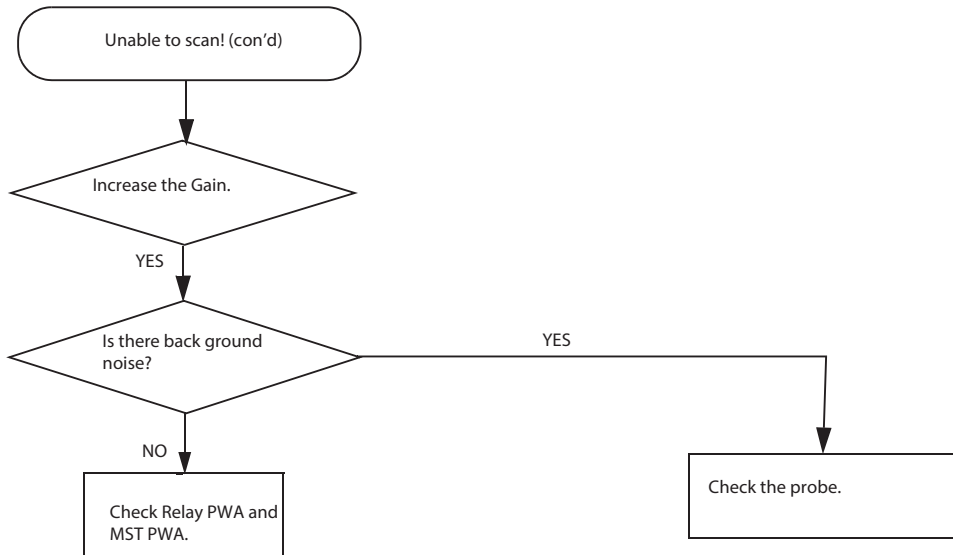 Unable to scan! (con'd)
Increase the Gain.
YES
Is there back ground
noise?
YES
NO
Check Relay PWA and
MST PWA.
Check the probe.